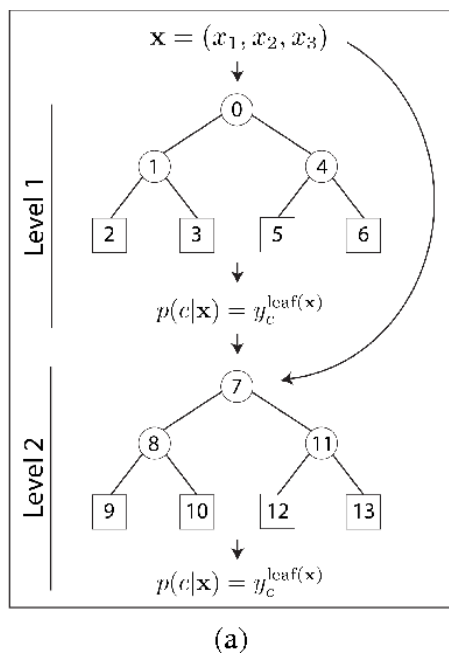 x = (x₁, x₂, x₃)
0
1 4
2 3 5 6
Level 1
p(c|x) = y_c^leaf(x)
7
8 11
9 10 12 13
Level 2
p(c|x) = y_c^leaf(x)
(a)